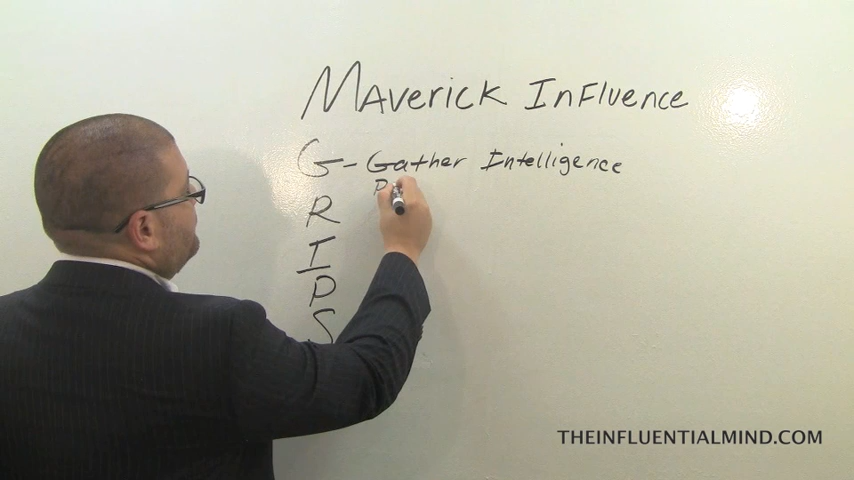 Maverick Influence
G - Gather Intelligence
R
I
P
S
THEINFLUENTIALMIND.COM